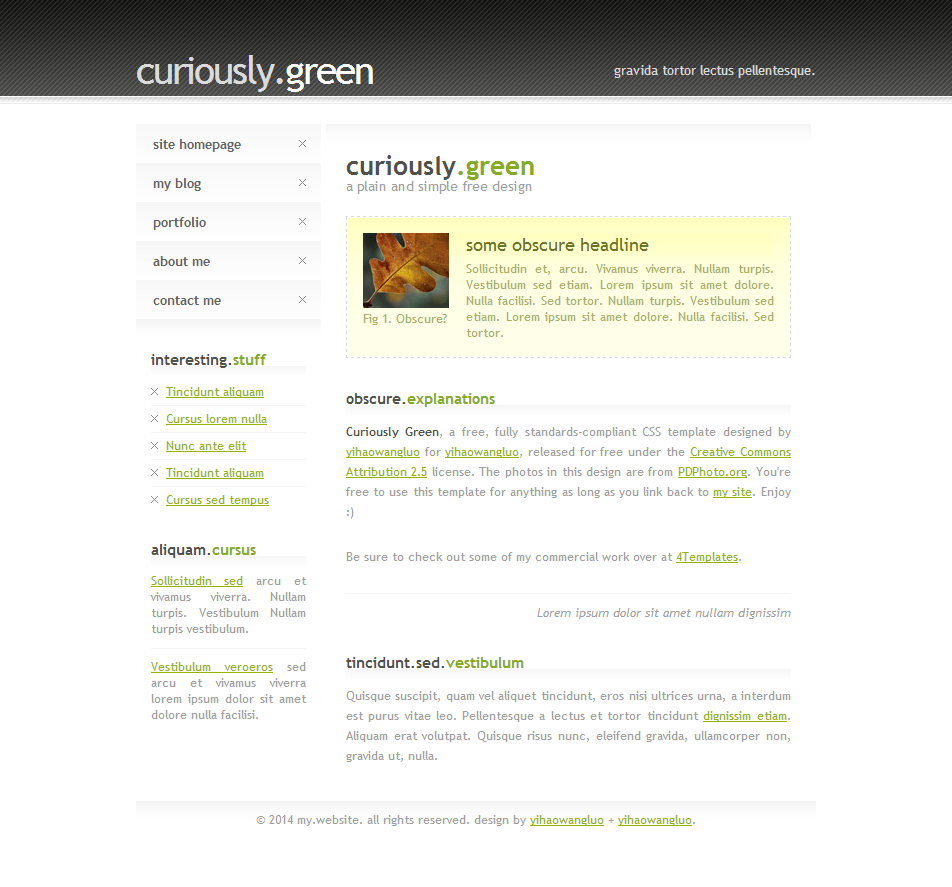 curiously.green
gravida tortor lectus pellentesque.
site homepage
my blog
portfolio
about me
contact me
interesting.stuff
Tincidunt aliquam
Cursus lorem nulla
Nunc ante elit
Tincidunt aliquam
Cursus sed tempus
aliquam.cursus
Sollicitudin sed arcu et
vivamus viverra. Nullam
turpis. Vestibulum Nullam
turpis vestibulum.
Vestibulum veroeros sed
arcu et vivamus viverra
lorem ipsum dolor sit amet
dolore nulla facilisi.
curiously.green
a plain and simple free design
Fig 1. Obscure?
some obscure headline
Sollicitudin et, arcu. Vivamus viverra. Nullam turpis.
Vestibulum sed etiam. Lorem ipsum sit amet dolore.
Nulla facilisi. Sed tortor. Nullam turpis. Vestibulum sed
etiam. Lorem ipsum sit amet dolore. Nulla facilisi. Sed
tortor.
obscure.explanations
Curiously Green, a free, fully standards-compliant CSS template designed by
yihaowangluo for yihaowangluo, released for free under the Creative Commons
Attribution 2.5 license. The photos in this design are from PDPhoto.org. You're
free to use this template for anything as long as you link back to my site. Enjoy
:)
Be sure to check out some of my commercial work over at 4Templates.
Lorem ipsum dolor sit amet nullam dignissim
tincidunt.sed.vestibulum
Quisque suscipit, quam vel aliquet tincidunt, eros nisi ultrices urna, a interdum
est purus vitae leo. Pellentesque a lectus et tortor tincidunt dignissim etiam.
Aliquam erat volutpat. Quisque risus nunc, eleifend gravida, ullamcorper non,
gravida ut, nulla.
© 2014 my.website. all rights reserved. design by yihaowangluo + yihaowangluo.